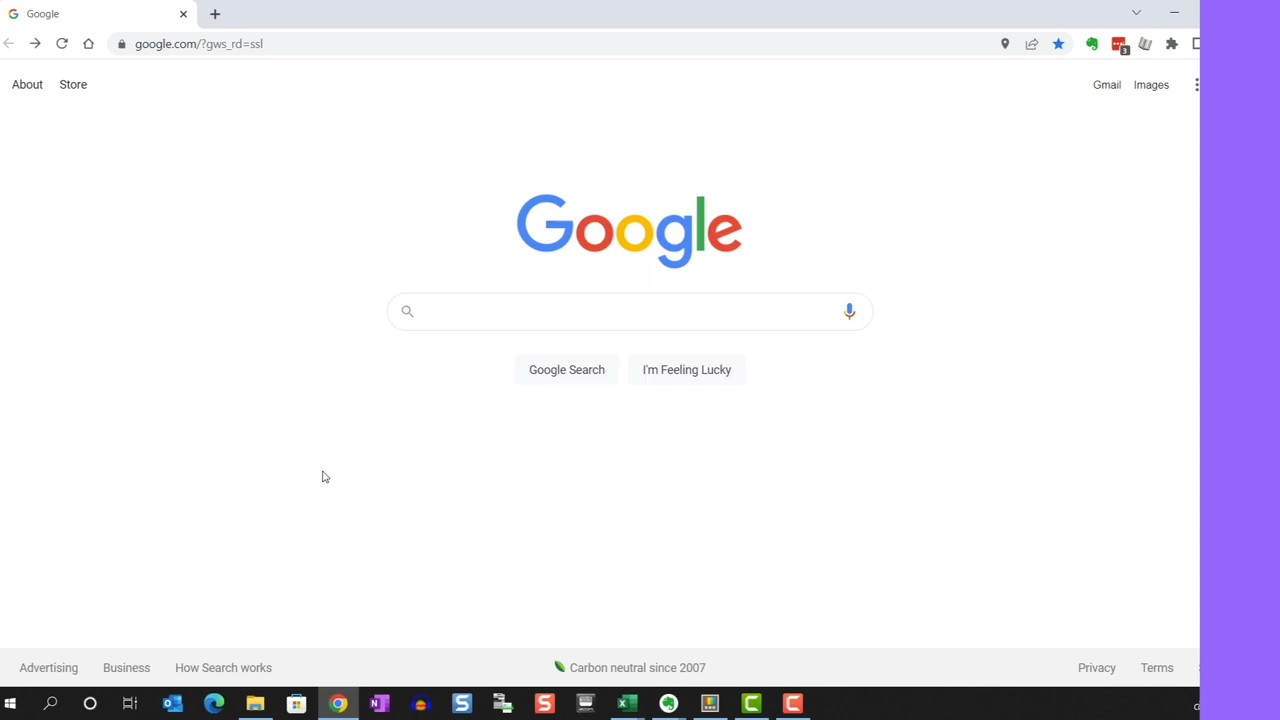 Google
google.com/?gws_rd=ssl
3
About Store
Gmail Images
Google
Google Search I'm Feeling Lucky
Advertising Business How Search works
Carbon neutral since 2007
Privacy Terms